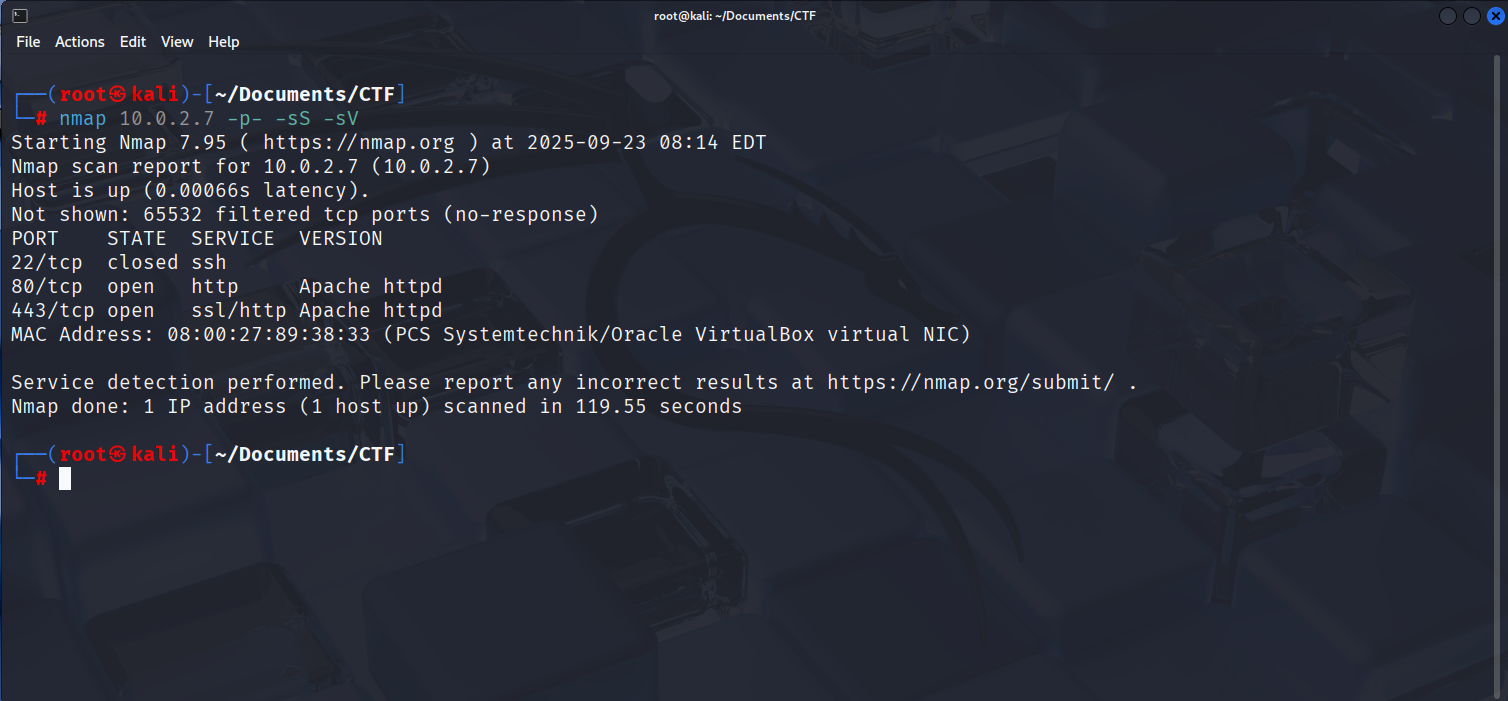 root@kali: ~/Documents/CTF
File Actions Edit View Help
┌──(root㉿kali)-[~/Documents/CTF]
└─# nmap 10.0.2.7 -p- -sS -sV
Starting Nmap 7.95 ( https://nmap.org ) at 2025-09-23 08:14 EDT
Nmap scan report for 10.0.2.7 (10.0.2.7)
Host is up (0.00066s latency).
Not shown: 65532 filtered tcp ports (no-response)
PORT    STATE  SERVICE  VERSION
22/tcp  closed ssh
80/tcp  open   http     Apache httpd
443/tcp open   ssl/http Apache httpd
MAC Address: 08:00:27:89:38:33 (PCS Systemtechnik/Oracle VirtualBox virtual NIC)
Service detection performed. Please report any incorrect results at https://nmap.org/submit/ .
Nmap done: 1 IP address (1 host up) scanned in 119.55 seconds
┌──(root㉿kali)-[~/Documents/CTF]
└─#